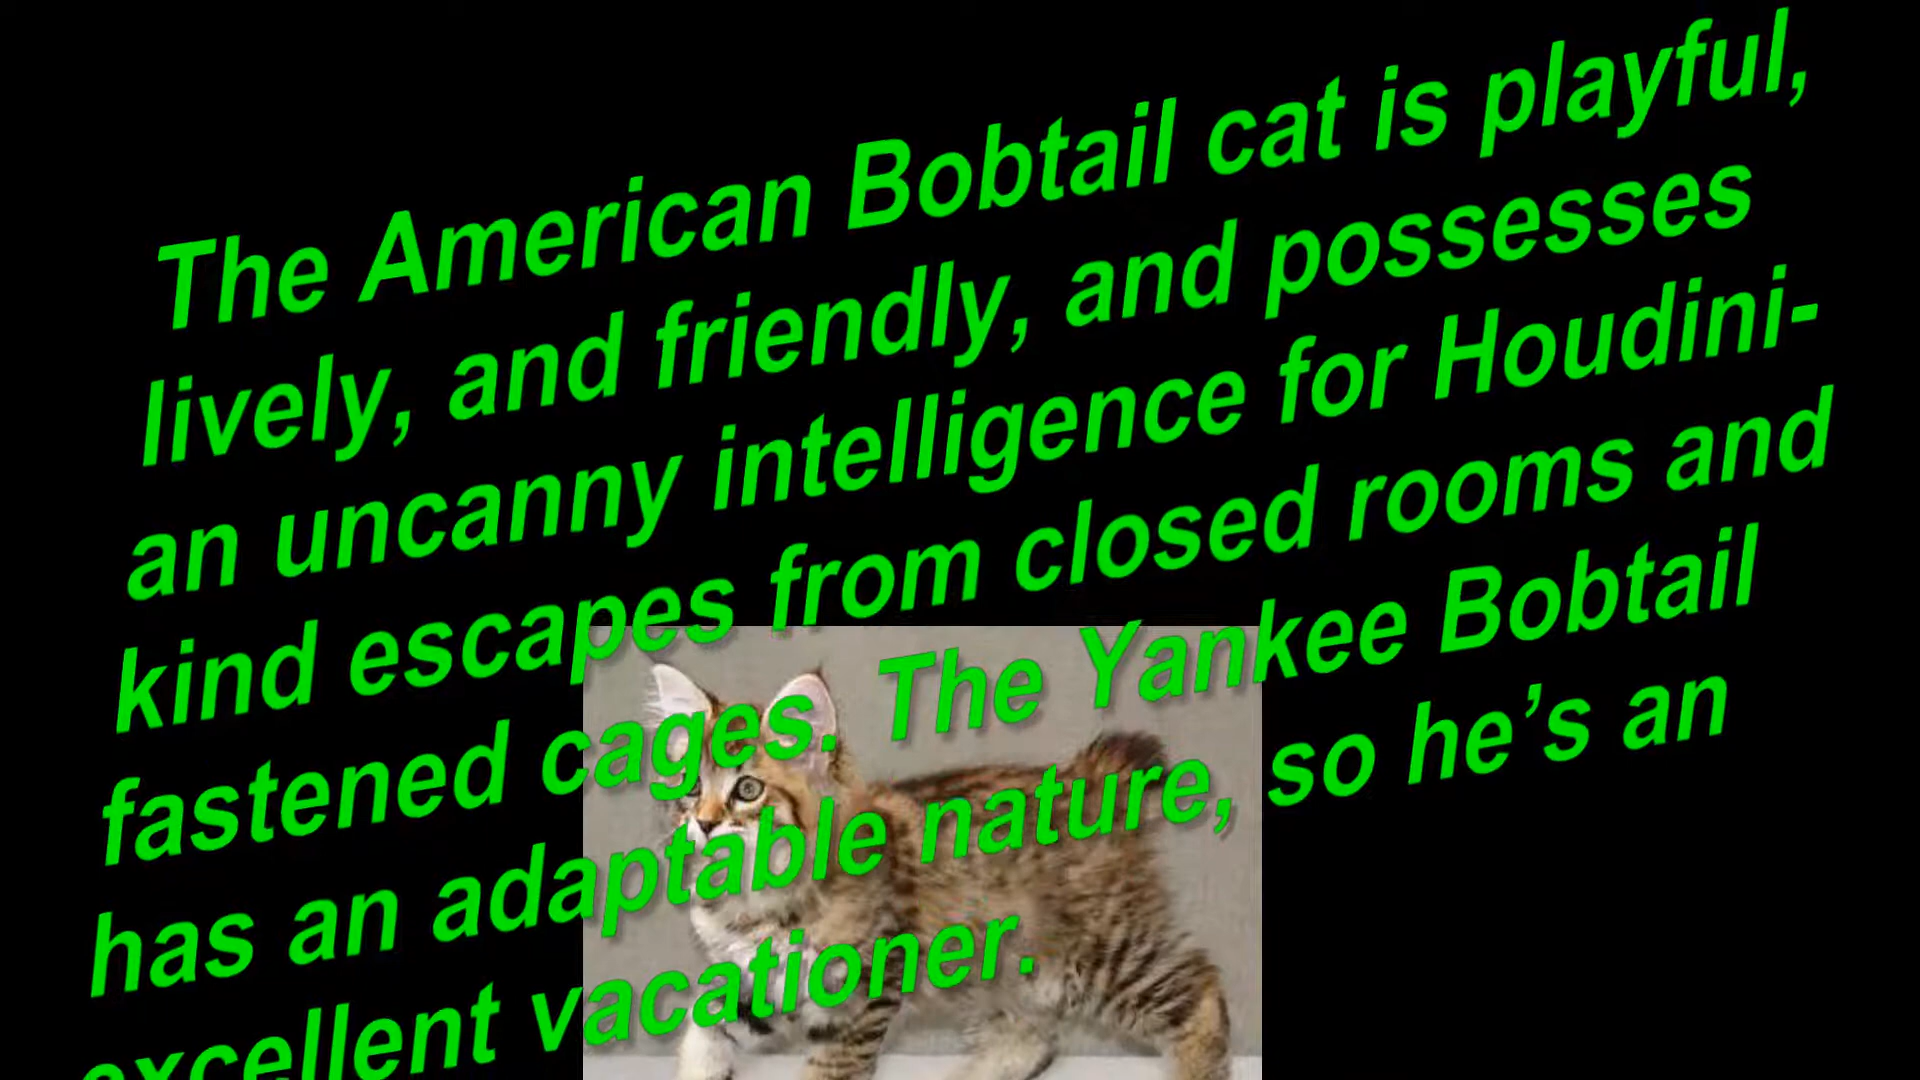 The American Bobtail cat is playful,
lively, and friendly, and possesses
an uncanny intelligence for Houdini-
kind escapes from closed rooms and
fastened cages. The Yankee Bobtail
has an adaptable nature, so he’s an
excellent vacationer.